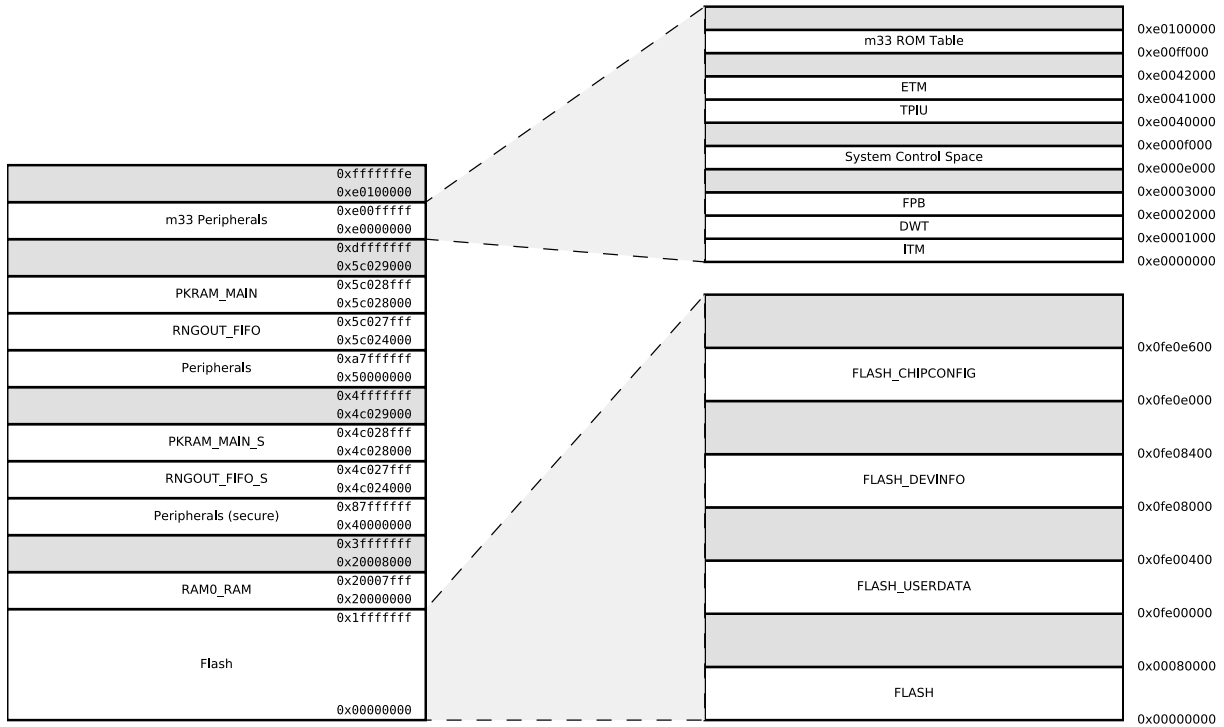 0xfffffffe
0xe0100000
m33 Peripherals
0xe00fffff
0xe0000000
0xdfffffff
0x5c029000
PKRAM_MAIN
0x5c028fff
0x5c028000
RNGOUT_FIFO
0x5c027fff
0x5c024000
Peripherals
0xa7ffffff
0x50000000
0x4fffffff
0x4c029000
PKRAM_MAIN_S
0x4c028fff
0x4c028000
RNGOUT_FIFO_S
0x4c027fff
0x4c024000
Peripherals (secure)
0x87ffffff
0x40000000
0x3fffffff
0x20008000
RAM0_RAM
0x20007fff
0x20000000
0x1fffffff
Flash
0x00000000
0xe0100000
m33 ROM Table
0xe00ff000
0xe0042000
ETM
0xe0041000
TPIU
0xe0040000
0xe000f000
System Control Space
0xe000e000
0xe0003000
FPB
0xe0002000
DWT
0xe0001000
ITM
0xe0000000
0x0fe0e600
FLASH_CHIPCONFIG
0x0fe0e000
0x0fe08400
FLASH_DEVINFO
0x0fe08000
0x0fe00400
FLASH_USERDATA
0x0fe00000
0x00080000
FLASH
0x00000000